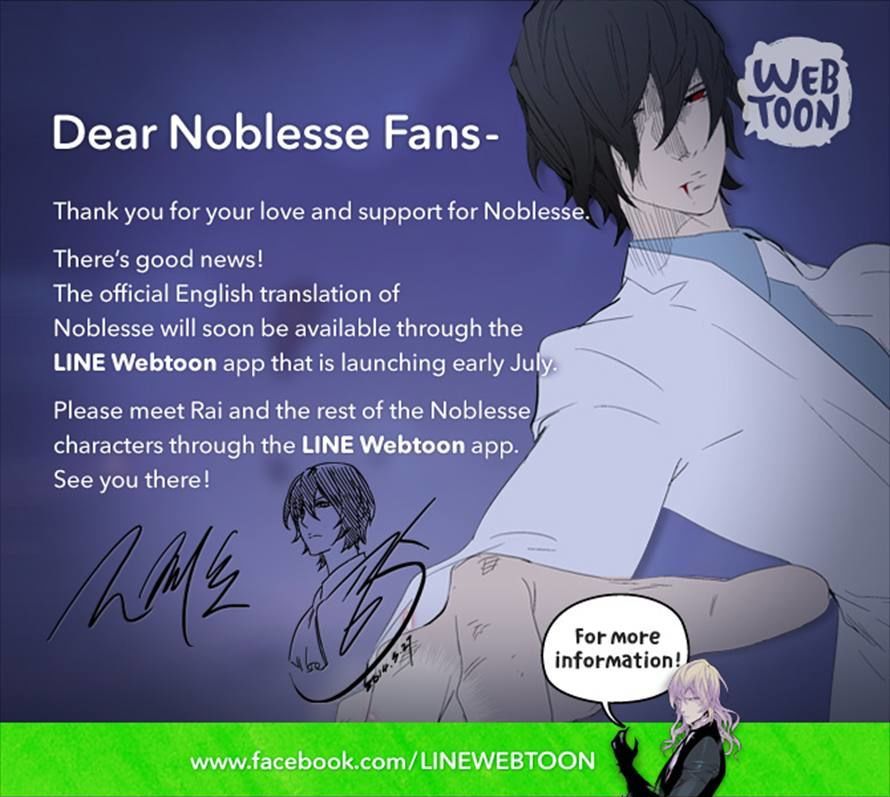 WEB
TOON
Dear Noblesse Fans-
Thank you for your love and support for Noblesse.
There's good news!
The official English translation of
Noblesse will soon be available through the
LINE Webtoon app that is launching early July.
Please meet Rai and the rest of the Noblesse
characters through the LINE Webtoon app.
See you there!
2014.5.27
For more
information!
www.facebook.com/LINEWEBTOON